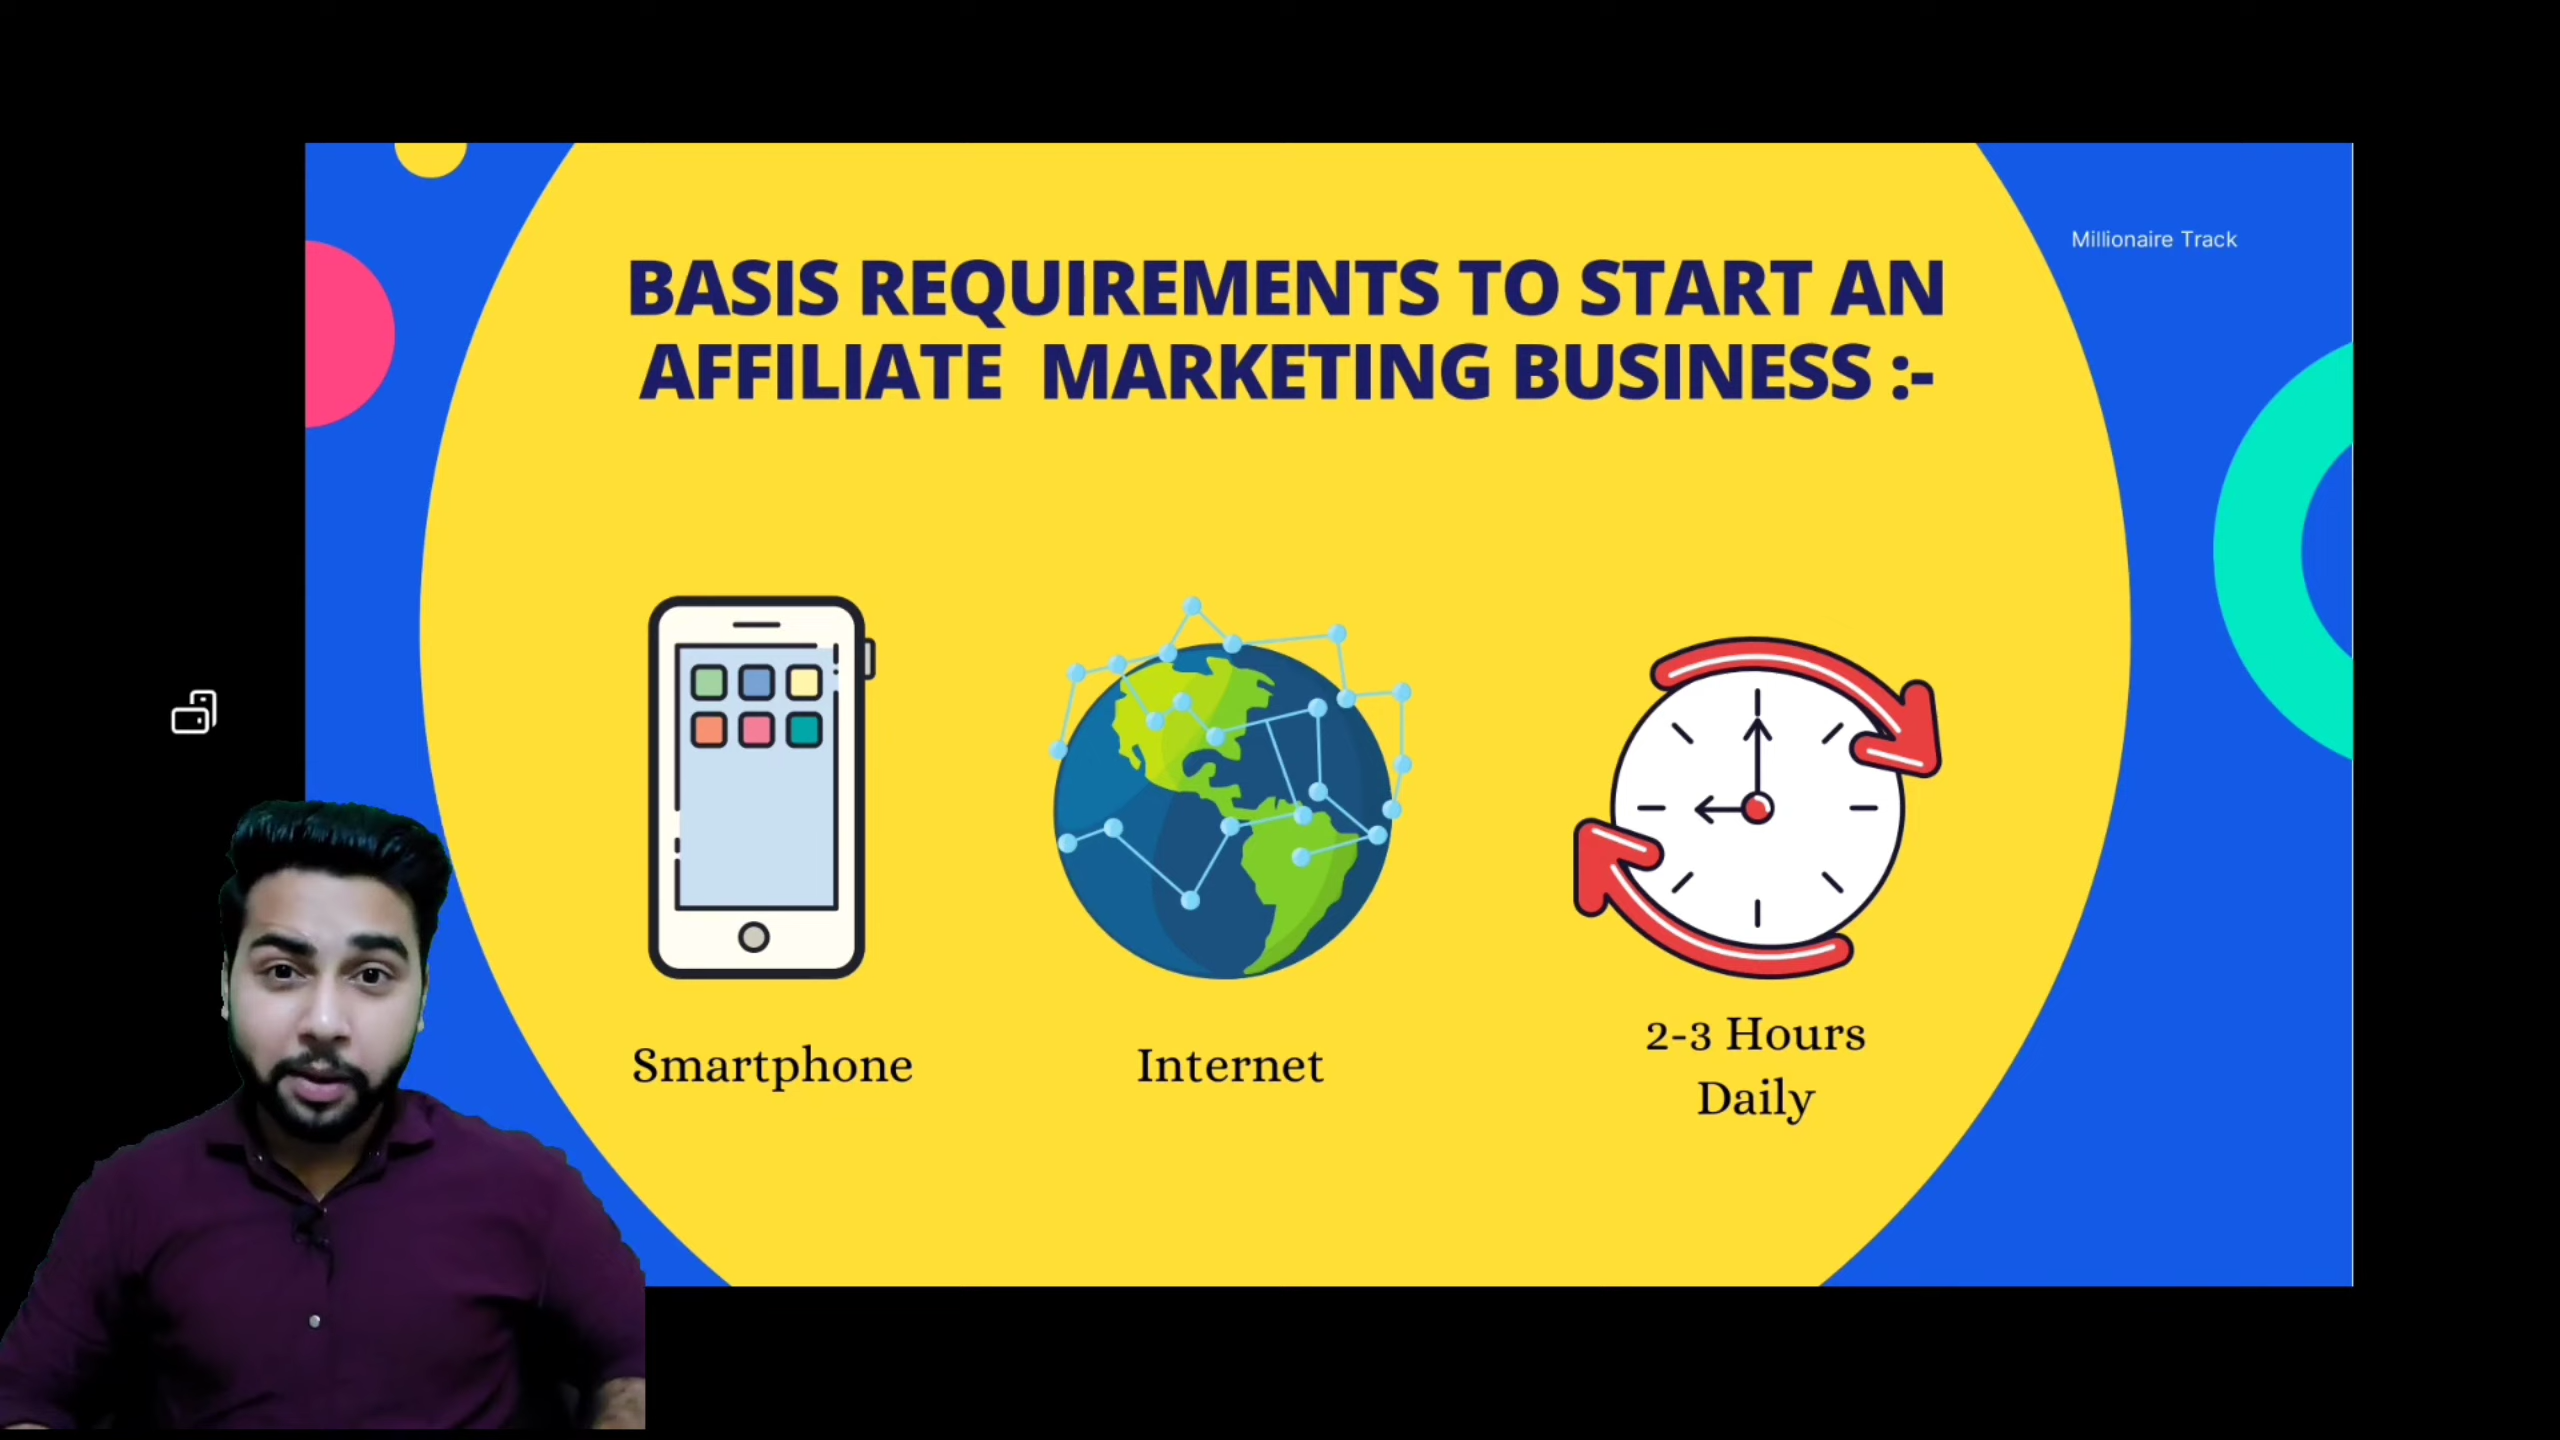 Millionaire Track
BASIS REQUIREMENTS TO START AN
AFFILIATE MARKETING BUSINESS :-
Smartphone
Internet
2-3 Hours
Daily